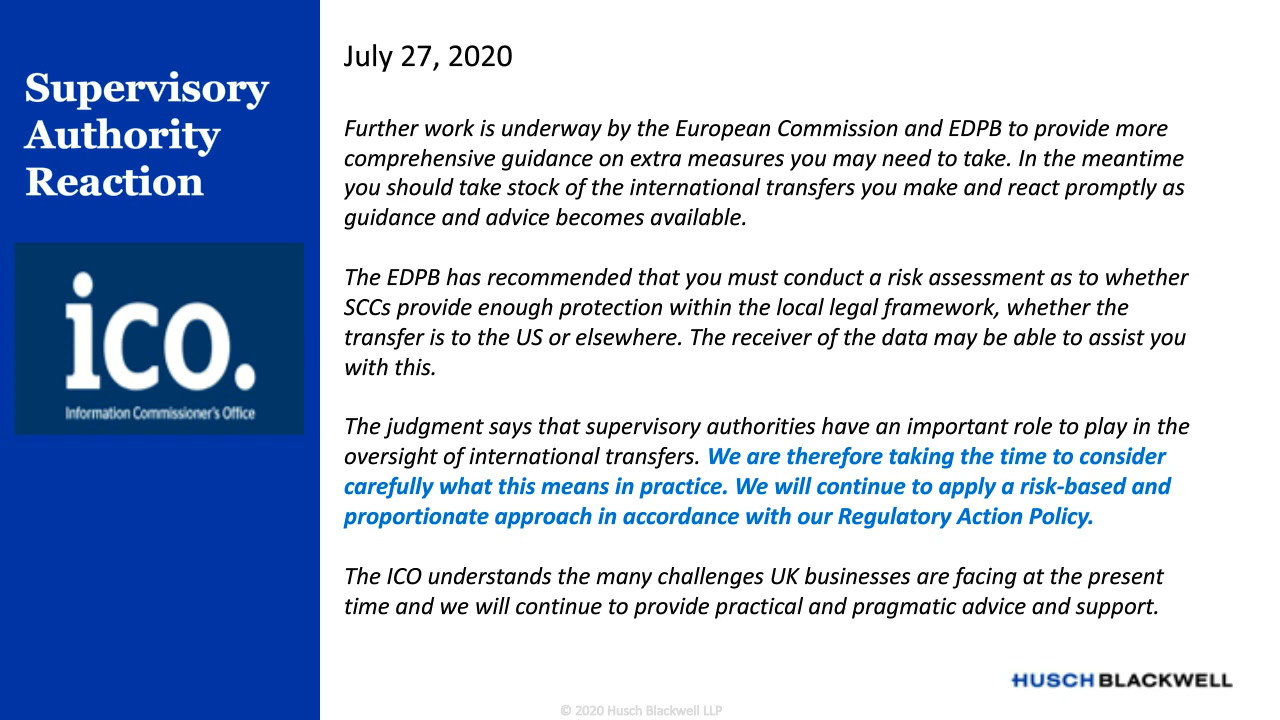 Supervisory
Authority
Reaction
ico.
Information Commissioner's Office
July 27, 2020
Further work is underway by the European Commission and EDPB to provide more
comprehensive guidance on extra measures you may need to take. In the meantime
you should take stock of the international transfers you make and react promptly as
guidance and advice becomes available.
The EDPB has recommended that you must conduct a risk assessment as to whether
SCCs provide enough protection within the local legal framework, whether the
transfer is to the US or elsewhere. The receiver of the data may be able to assist you
with this.
The judgment says that supervisory authorities have an important role to play in the
oversight of international transfers. We are therefore taking the time to consider
carefully what this means in practice. We will continue to apply a risk-based and
proportionate approach in accordance with our Regulatory Action Policy.
The ICO understands the many challenges UK businesses are facing at the present
time and we will continue to provide practical and pragmatic advice and support.
HUSCH BLACKWELL
© 2020 Husch Blackwell LLP